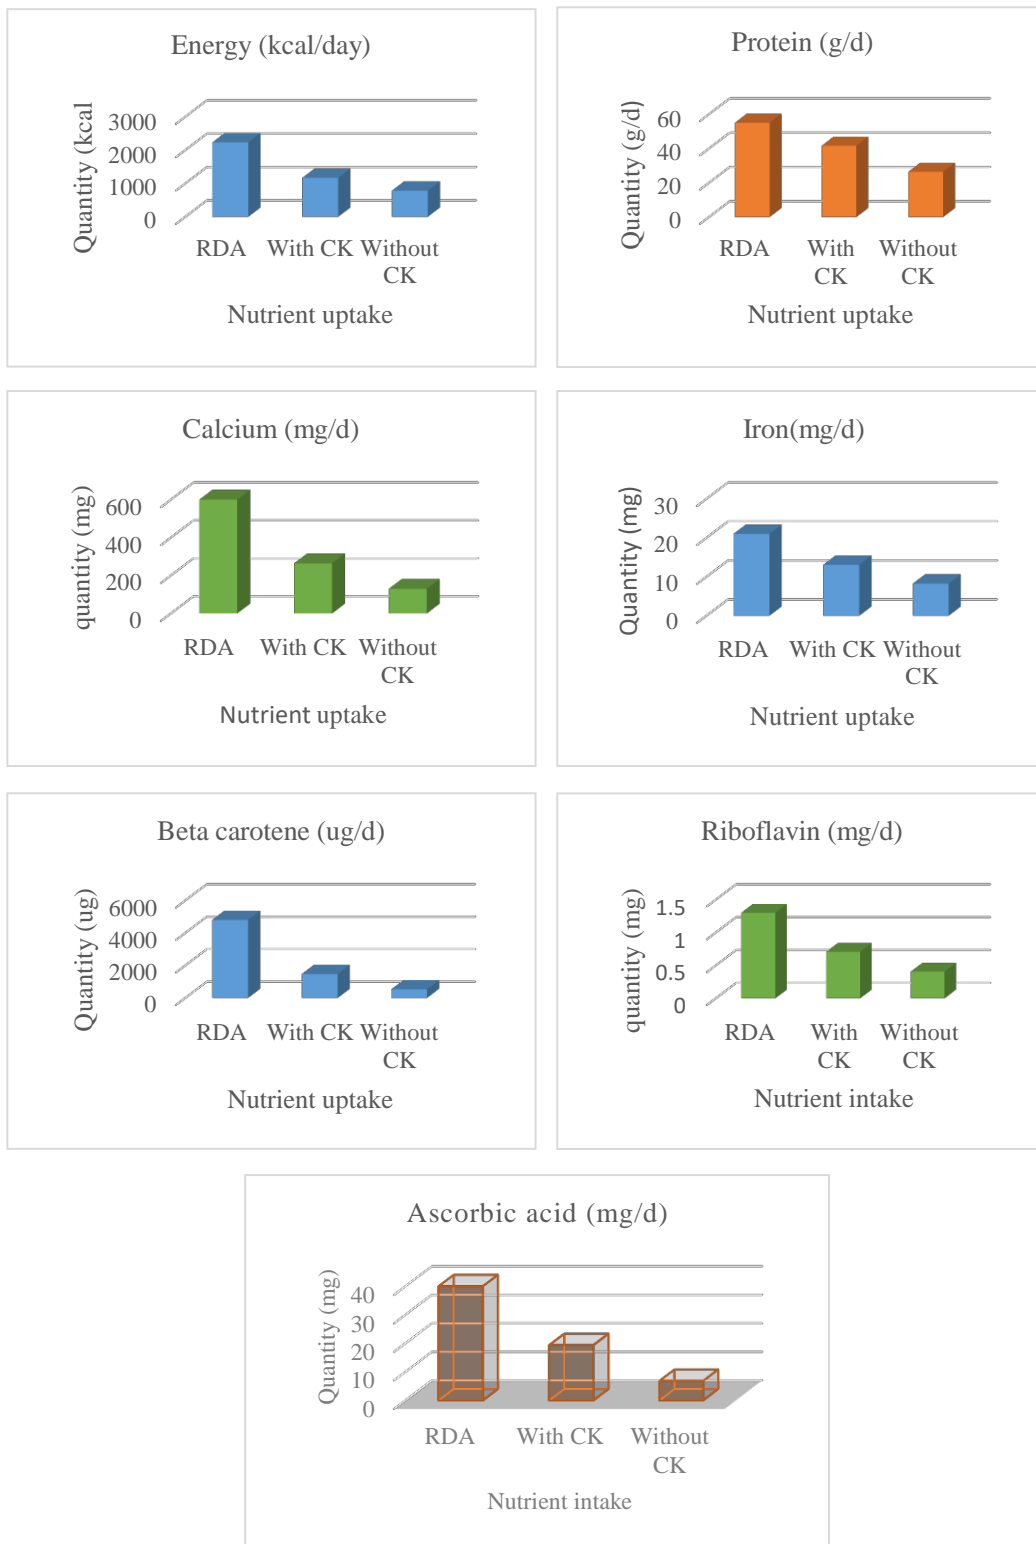 Energy (kcal/day)
Quantity (kcal
3000
2000
1000
0
RDA With CK Without
CK
Nutrient uptake
Protein (g/d)
Quantity (g/d)
60
40
20
0
RDA With Without
CK CK
Nutrient uptake
Calcium (mg/d)
quantity (mg)
600
400
200
0
RDA With CK Without
CK
Nutrient uptake
Iron(mg/d)
Quantity (mg)
30
20
10
0
RDA With CK Without
CK
Nutrient uptake
Beta carotene (ug/d)
Quantity (ug)
6000
4000
2000
0
RDA With CK Without
CK
Nutrient uptake
Riboflavin (mg/d)
quantity (mg)
1.5
1
0.5
0
RDA With Without
CK CK
Nutrient intake
Ascorbic acid (mg/d)
Quantity (mg)
40
30
20
10
0
RDA With CK Without
CK
Nutrient intake